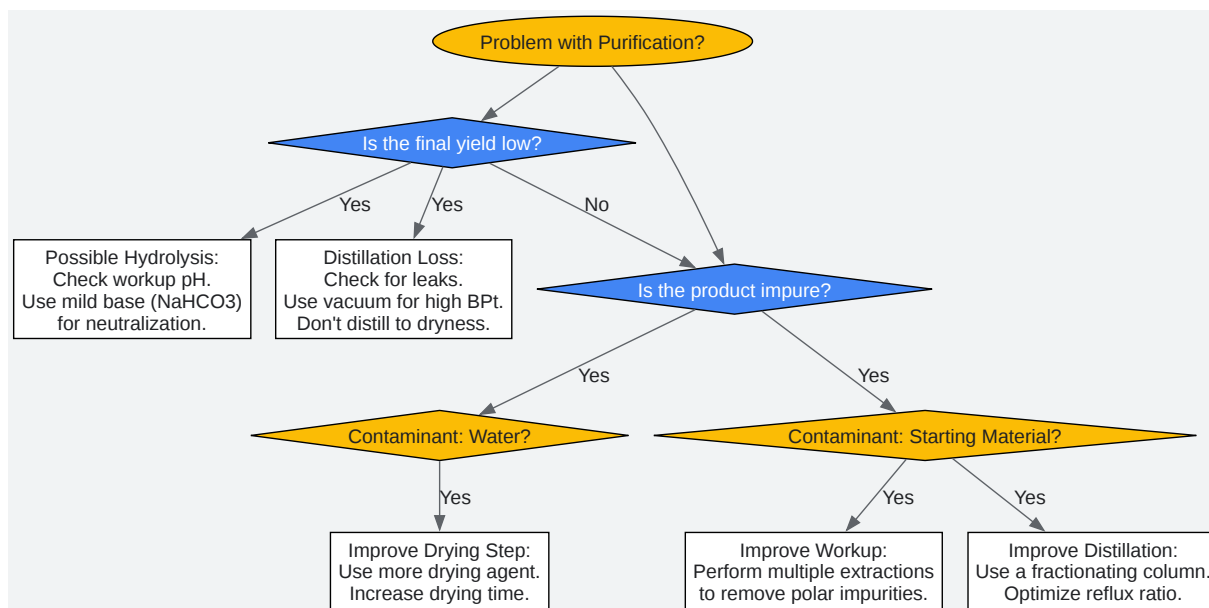 Problem with Purification?
Is the final yield low?
Yes
Yes
No
Possible Hydrolysis:
Check workup pH.
Use mild base (NaHCO3)
for neutralization.
Distillation Loss:
Check for leaks.
Use vacuum for high BPt.
Don't distill to dryness.
Is the product impure?
Yes
Yes
Contaminant: Water?
Contaminant: Starting Material?
Yes
Yes
Yes
Improve Drying Step:
Use more drying agent.
Increase drying time.
Improve Workup:
Perform multiple extractions
to remove polar impurities.
Improve Distillation:
Use a fractionating column.
Optimize reflux ratio.